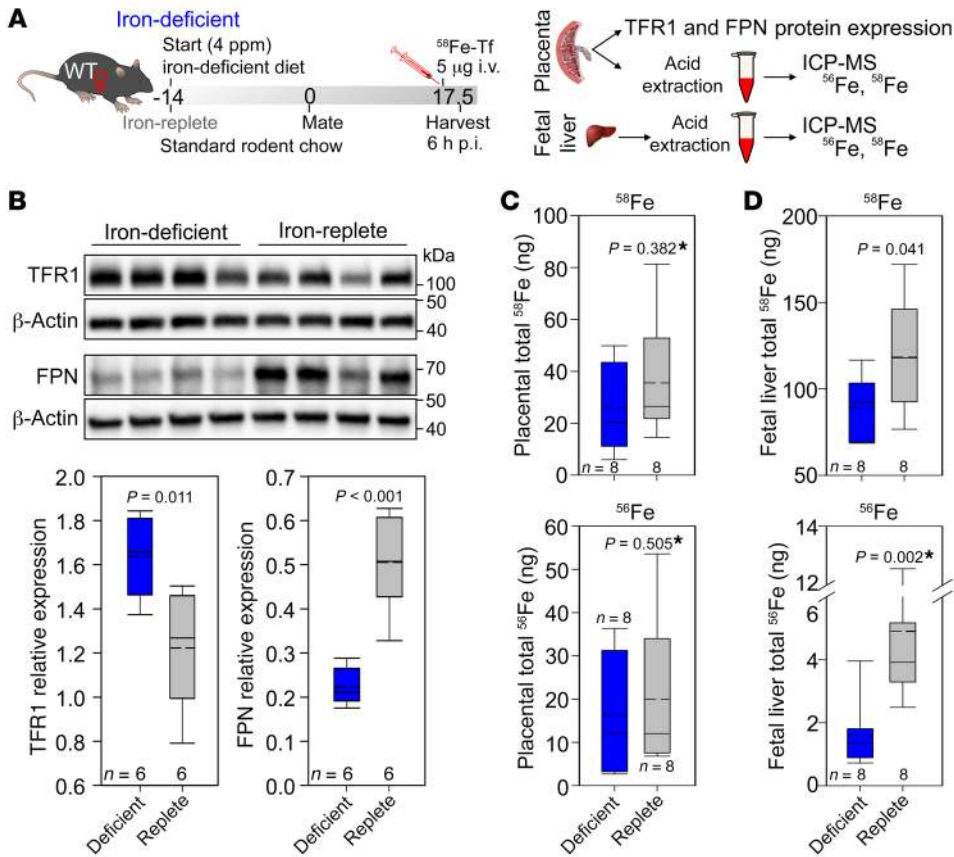 A
Iron-deficient
WT
Start (4 ppm)
iron-deficient diet
⁵⁸Fe-Tf
5 μg i.v.
-14
0
17.5
Iron-replete
Mate
Harvest
Standard rodent chow
6 h p.i.
Placenta
TFR1 and FPN protein expression
Acid
extraction
ICP-MS
⁵⁶Fe, ⁵⁸Fe
Fetal
liver
Acid
extraction
ICP-MS
⁵⁶Fe, ⁵⁸Fe
B
Iron-deficient Iron-replete
kDa
TFR1
100
50
β-Actin
40
FPN
70
50
β-Actin
40
TFR1 relative expression
2.0
1.8
1.6
1.4
1.2
1.0
0.8
0.6
P = 0.011
n = 6 6
Deficient
Replete
FPN relative expression
0.7
0.6
0.5
0.4
0.3
0.2
0.1
0.0
P < 0.001
n = 6 6
Deficient
Replete
C
⁵⁸Fe
Placental total ⁵⁸Fe (ng)
100
80
60
40
20
0
P = 0.382*
n = 8 8
⁵⁶Fe
Placental total ⁵⁶Fe (ng)
60
50
40
30
20
10
0
P = 0.505*
n = 8
n = 8
Deficient
Replete
D
⁵⁸Fe
Fetal liver total ⁵⁸Fe (ng)
200
150
100
50
P = 0.041
n = 8 8
⁵⁶Fe
Fetal liver total ⁵⁶Fe (ng)
14
12
6
4
2
0
P = 0.002*
n = 8 8
Deficient
Replete